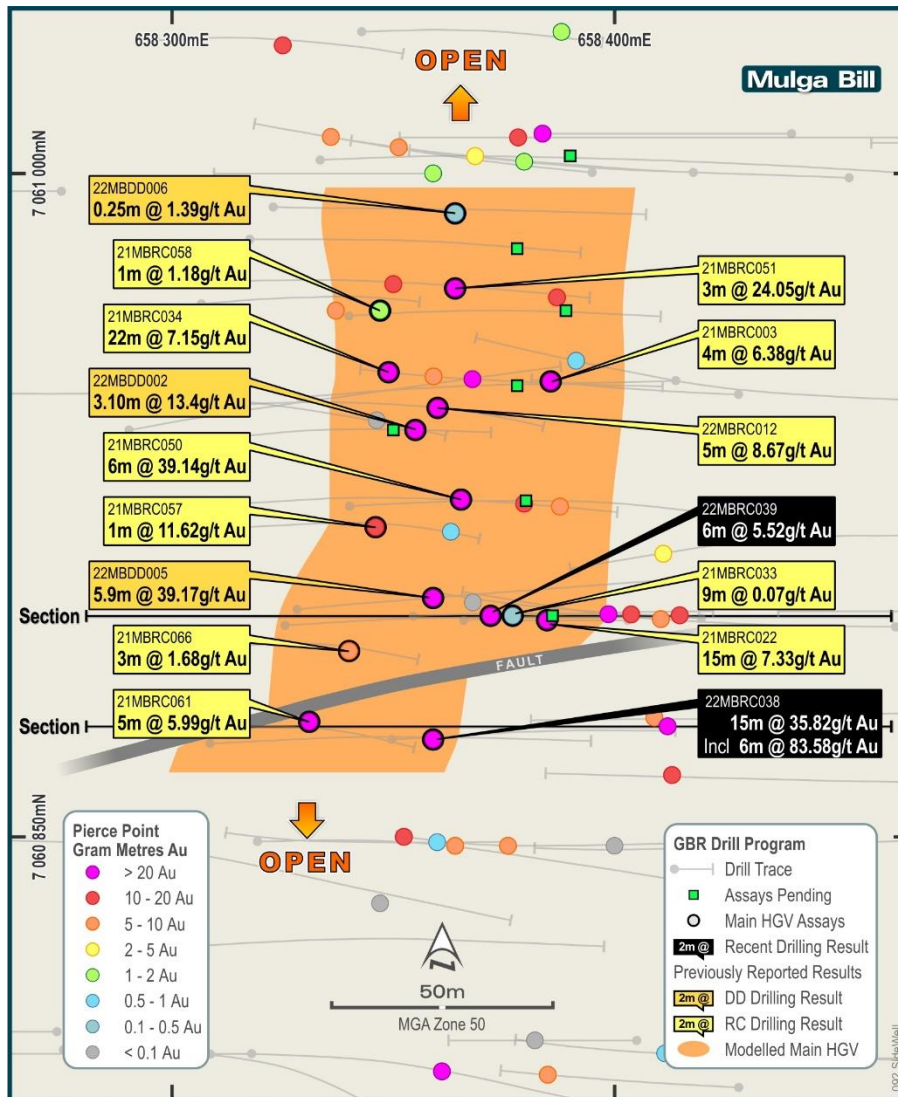 658 300mE
658 400mE
OPEN
Mulga Bill
7 061 000mN
22MBDD006
0.25m @ 1.39g/t Au
21MBRC058
1m @ 1.18g/t Au
21MBRC034
22m @ 7.15g/t Au
22MBDD002
3.10m @ 13.4g/t Au
21MBRC050
6m @ 39.14g/t Au
21MBRC057
1m @ 11.62g/t Au
22MBDD005
5.9m @ 39.17g/t Au
Section
21MBRC066
3m @ 1.68g/t Au
21MBRC061
5m @ 5.99g/t Au
Section
21MBRC051
3m @ 24.05g/t Au
21MBRC003
4m @ 6.38g/t Au
22MBRC012
5m @ 8.67g/t Au
22MBRC039
6m @ 5.52g/t Au
21MBRC033
9m @ 0.07g/t Au
21MBRC022
15m @ 7.33g/t Au
FAULT
22MBRC038
15m @ 35.82g/t Au
Incl 6m @ 83.58g/t Au
7 060 850mN
OPEN
Pierce Point
Gram Metres Au
> 20 Au
10 - 20 Au
5 - 10 Au
2 - 5 Au
1 - 2 Au
0.5 - 1 Au
0.1 - 0.5 Au
< 0.1 Au
50m
MGA Zone 50
GBR Drill Program
Drill Trace
Assays Pending
Main HGV Assays
2m @ Recent Drilling Result
Previously Reported Results
2m @ DD Drilling Result
2m @ RC Drilling Result
Modelled Main HGV
092 SideWell